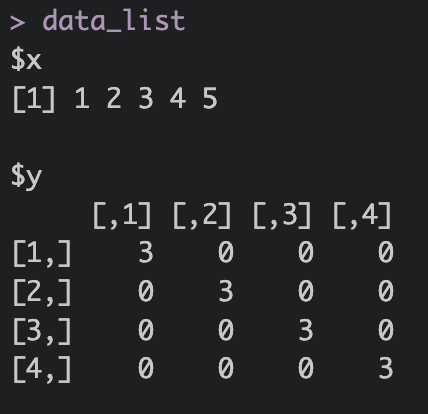 > data_list
$x
[1] 1 2 3 4 5

$y
     [,1] [,2] [,3] [,4]
[1,]    3    0    0    0
[2,]    0    3    0    0
[3,]    0    0    3    0
[4,]    0    0    0    3